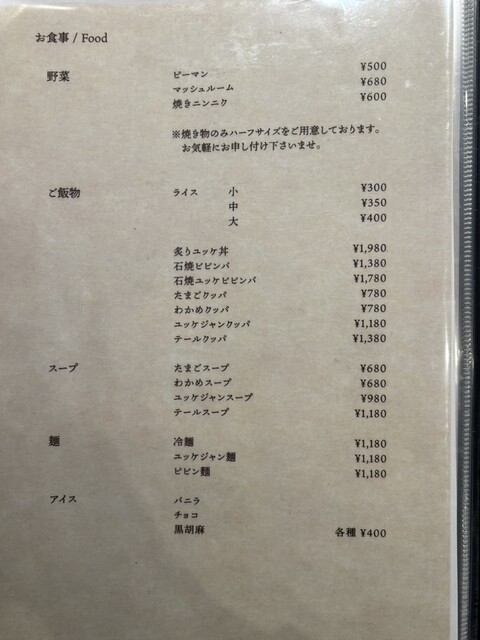 お食事 / Food
野菜 ピーマン ¥500
マッシュルーム ¥680
焼きニンニク ¥600
※焼き物のみハーフサイズをご用意しております。
お気軽にお申し付け下さいませ。
ご飯物 ライス 小 ¥300
中 ¥350
大 ¥400
炙りユッケ丼 ¥1,980
石焼ビビンバ ¥1,380
石焼ユッケビビンバ ¥1,780
たまごクッパ ¥780
わかめクッパ ¥780
ユッケジャンクッパ ¥1,180
テールクッパ ¥1,380
スープ たまごスープ ¥680
わかめスープ ¥680
ユッケジャンスープ ¥980
テールスープ ¥1,180
麺 冷麺 ¥1,180
ユッケジャン麺 ¥1,180
ビビン麺 ¥1,180
アイス バニラ
チョコ
黒胡麻 各種 ¥400